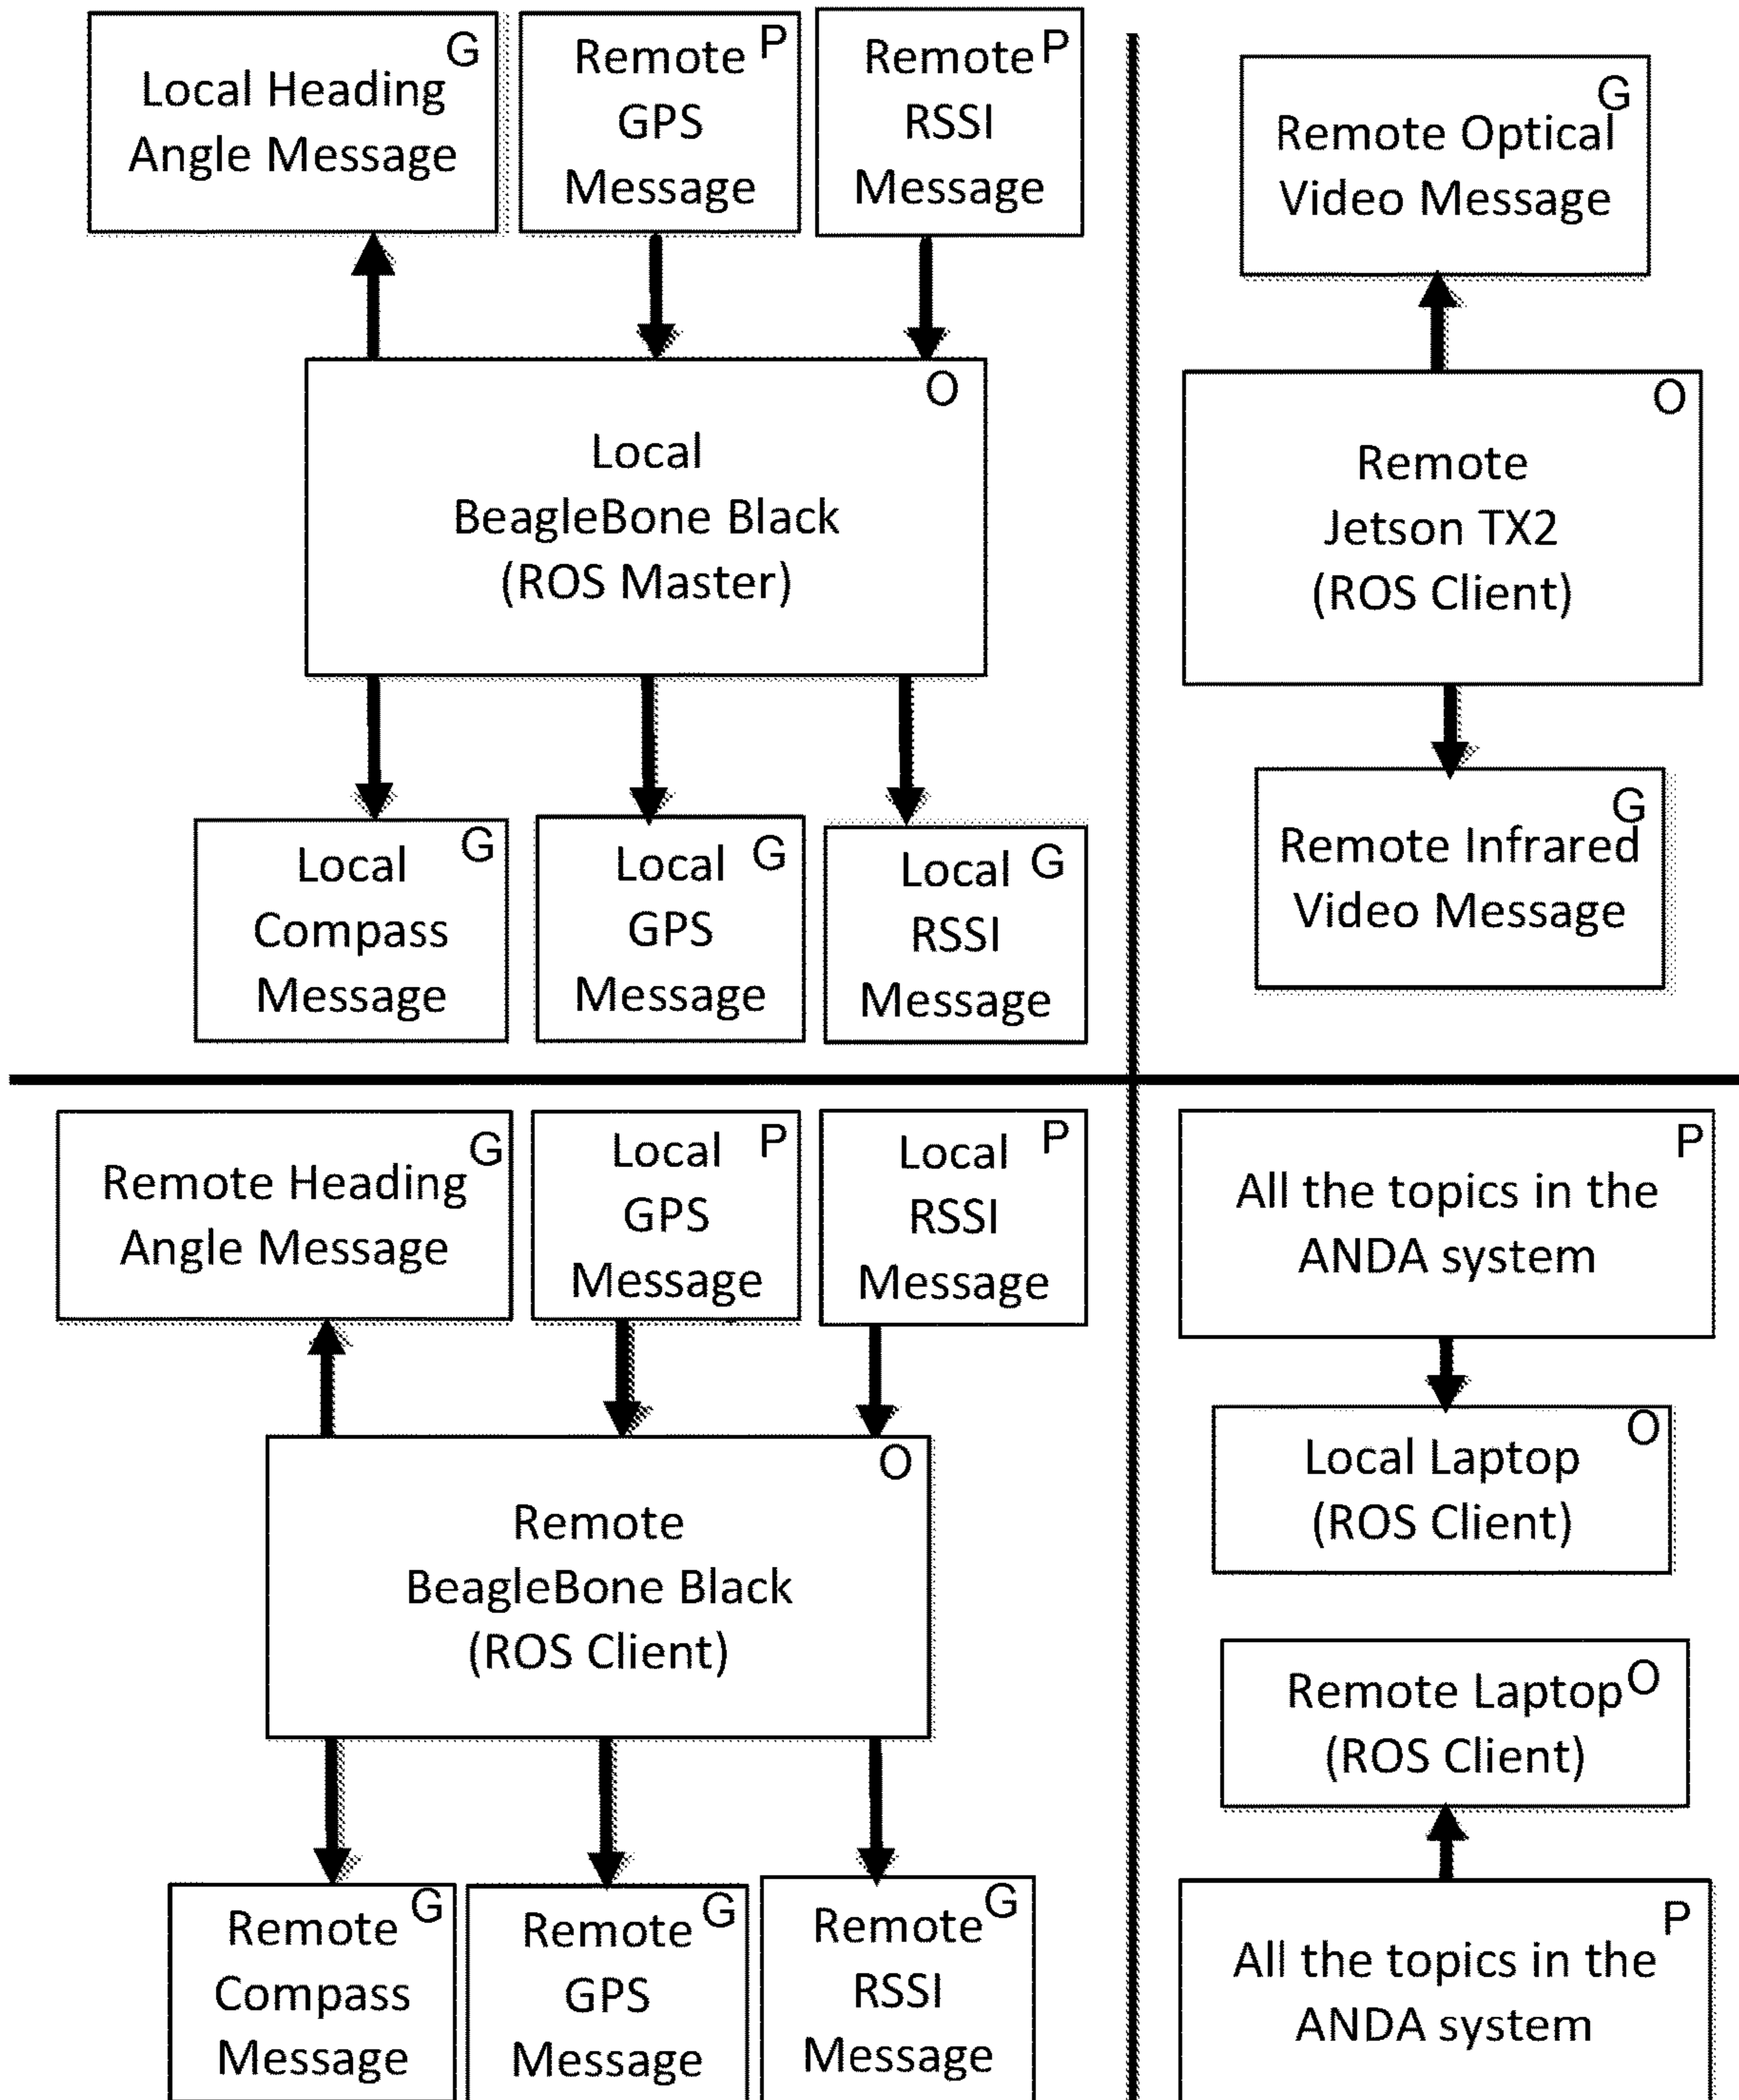 G
Local Heading
Angle Message
P
Remote
GPS
Message
P
Remote
RSSI
Message
O
Local
BeagleBone Black
(ROS Master)
G
Local
Compass
Message
G
Local
GPS
Message
G
Local
RSSI
Message
G
Remote Optical
Video Message
O
Remote
Jetson TX2
(ROS Client)
G
Remote Infrared
Video Message
G
Remote Heading
Angle Message
P
Local
GPS
Message
P
Local
RSSI
Message
O
Remote
BeagleBone Black
(ROS Client)
G
Remote
Compass
Message
G
Remote
GPS
Message
G
Remote
RSSI
Message
P
All the topics in the
ANDA system
O
Local Laptop
(ROS Client)
O
Remote Laptop
(ROS Client)
P
All the topics in the
ANDA system